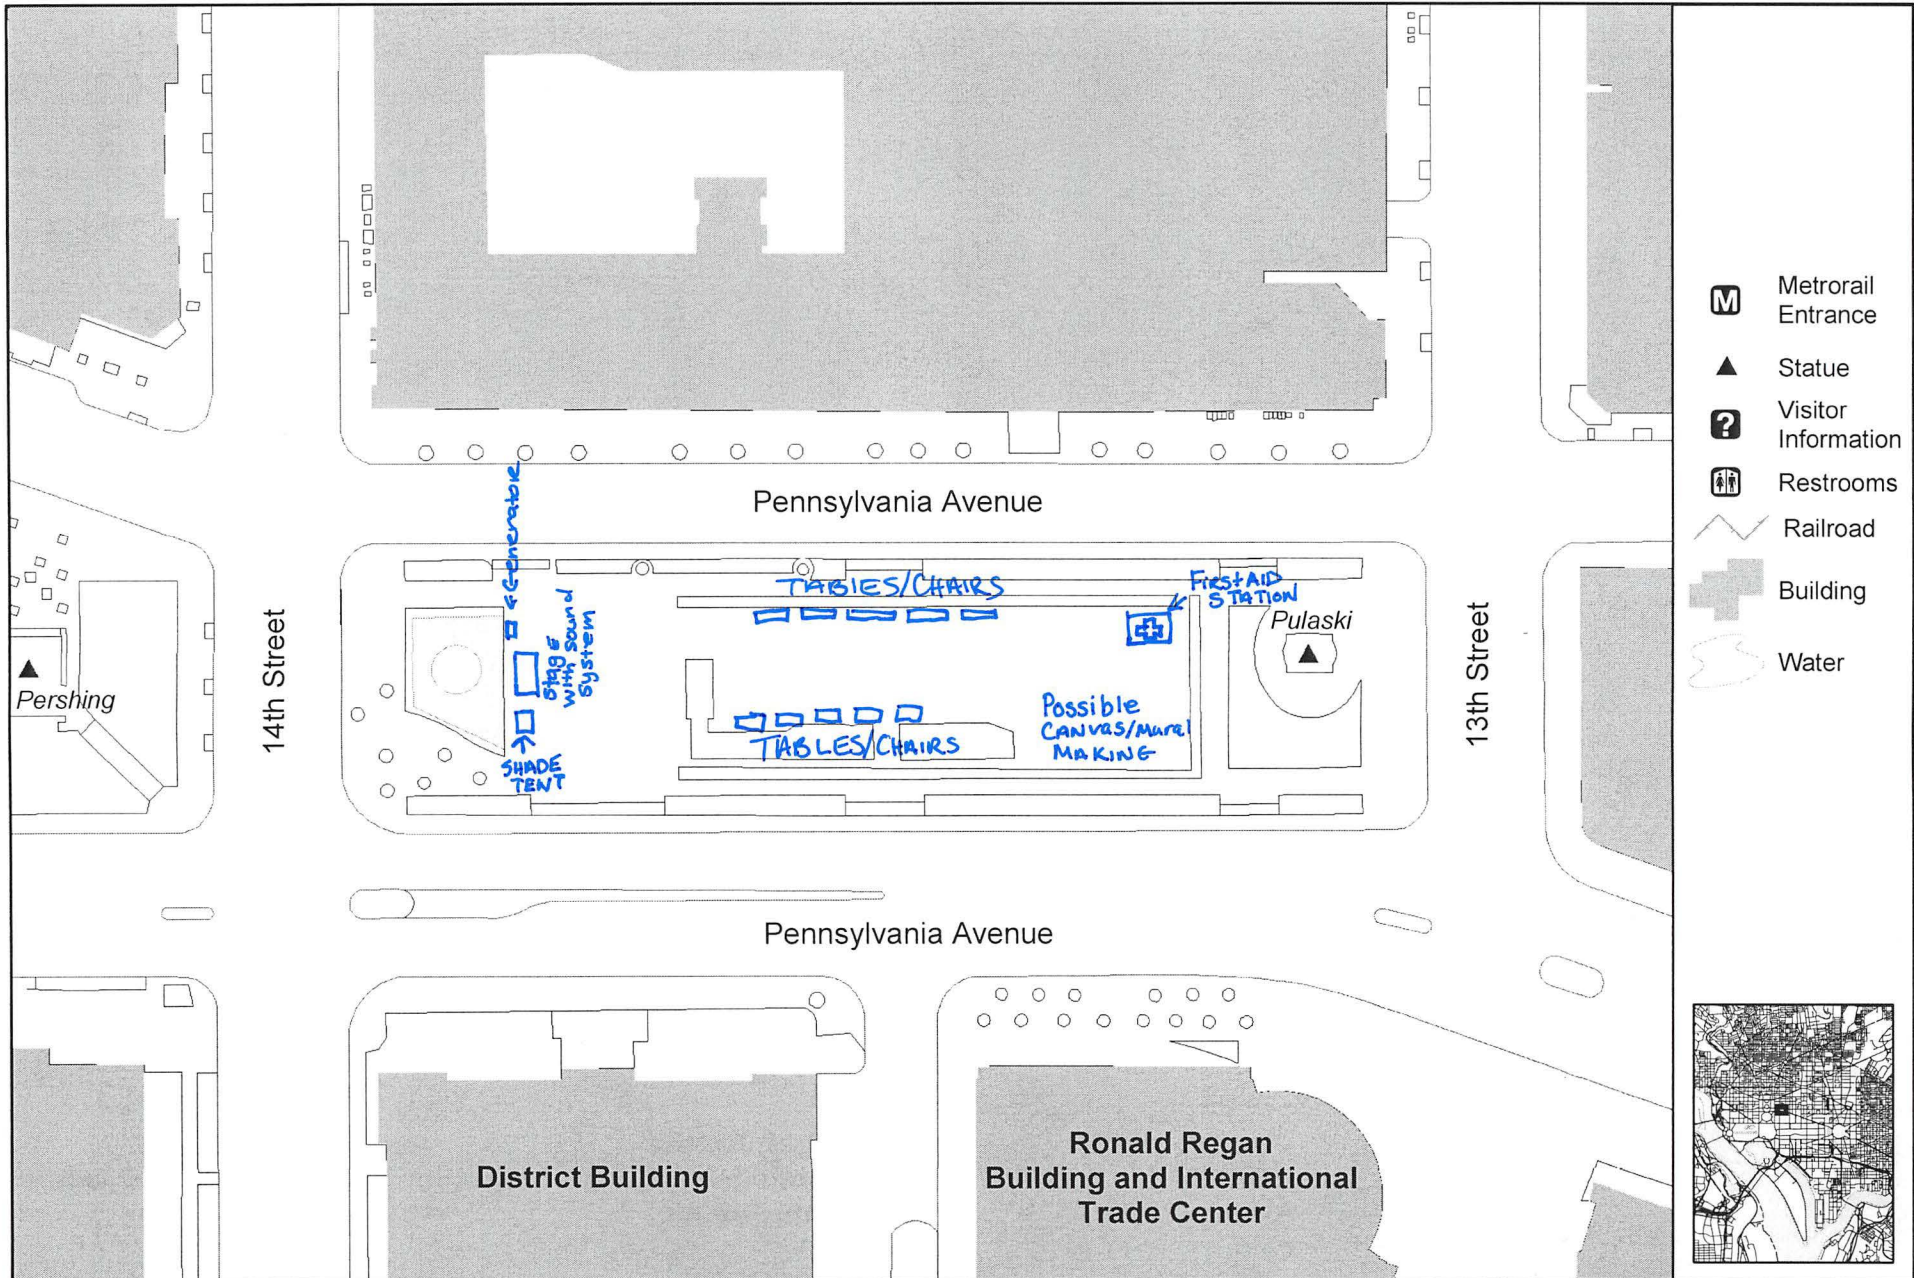 Pennsylvania Avenue
Generator
TABLES/CHAIRS
First AID
STATION
Pulaski
Stage
with sound
System
Pershing
14th Street
13th Street
Possible
CANVAS/Mural
MAKING
TABLES/CHAIRS
SHADE
TENT
Pennsylvania Avenue
District Building
Ronald Regan
Building and International
Trade Center
M
Metrorail
Entrance
Statue
?
Visitor
Information
Restrooms
Railroad
Building
Water